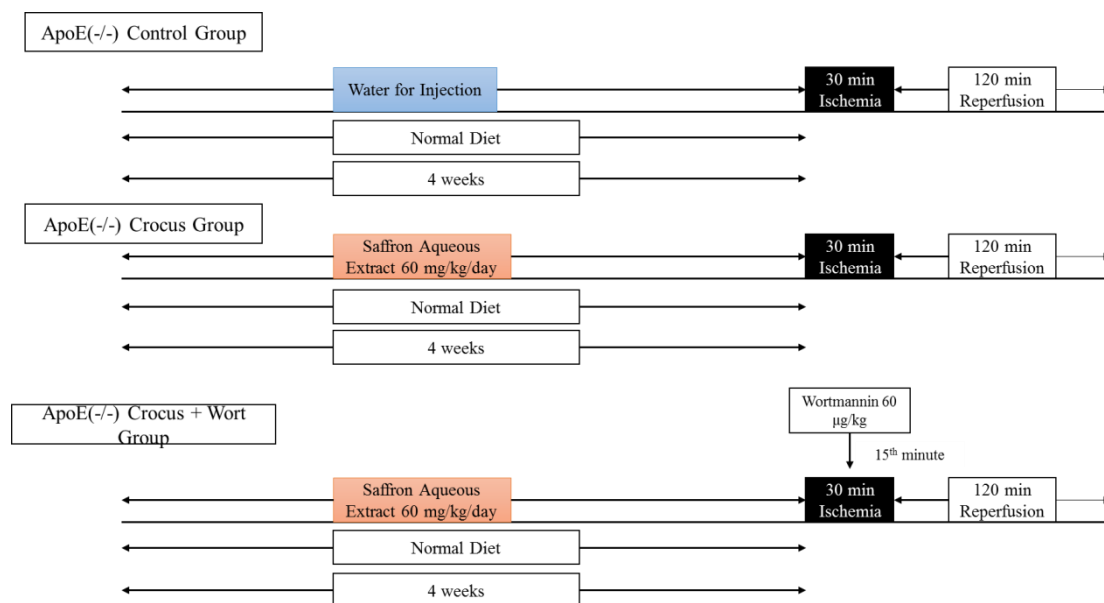 ApoE(-/-) Control Group
Water for Injection
30 min
Ischemia
120 min
Reperfusion
Normal Diet
4 weeks
ApoE(-/-) Crocus Group
Saffron Aqueous
Extract 60 mg/kg/day
30 min
Ischemia
120 min
Reperfusion
Normal Diet
4 weeks
ApoE(-/-) Crocus + Wort
Group
Wortmannin 60
μg/kg
15th minute
Saffron Aqueous
Extract 60 mg/kg/day
30 min
Ischemia
120 min
Reperfusion
Normal Diet
4 weeks